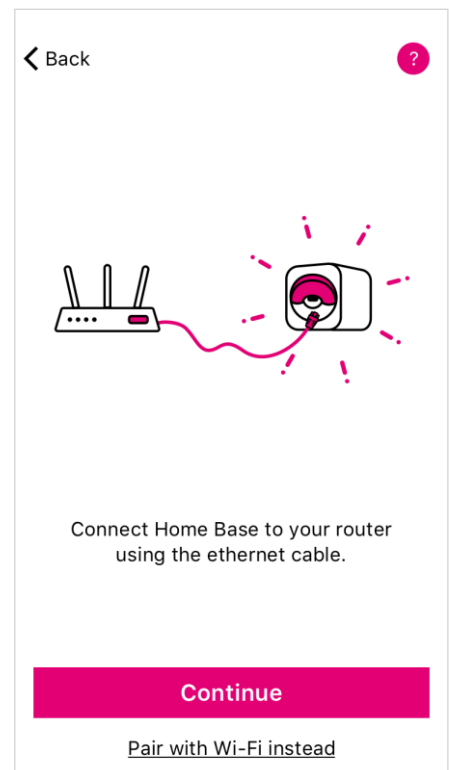 Back
?
Connect Home Base to your router
using the ethernet cable.
Continue
Pair with Wi-Fi instead